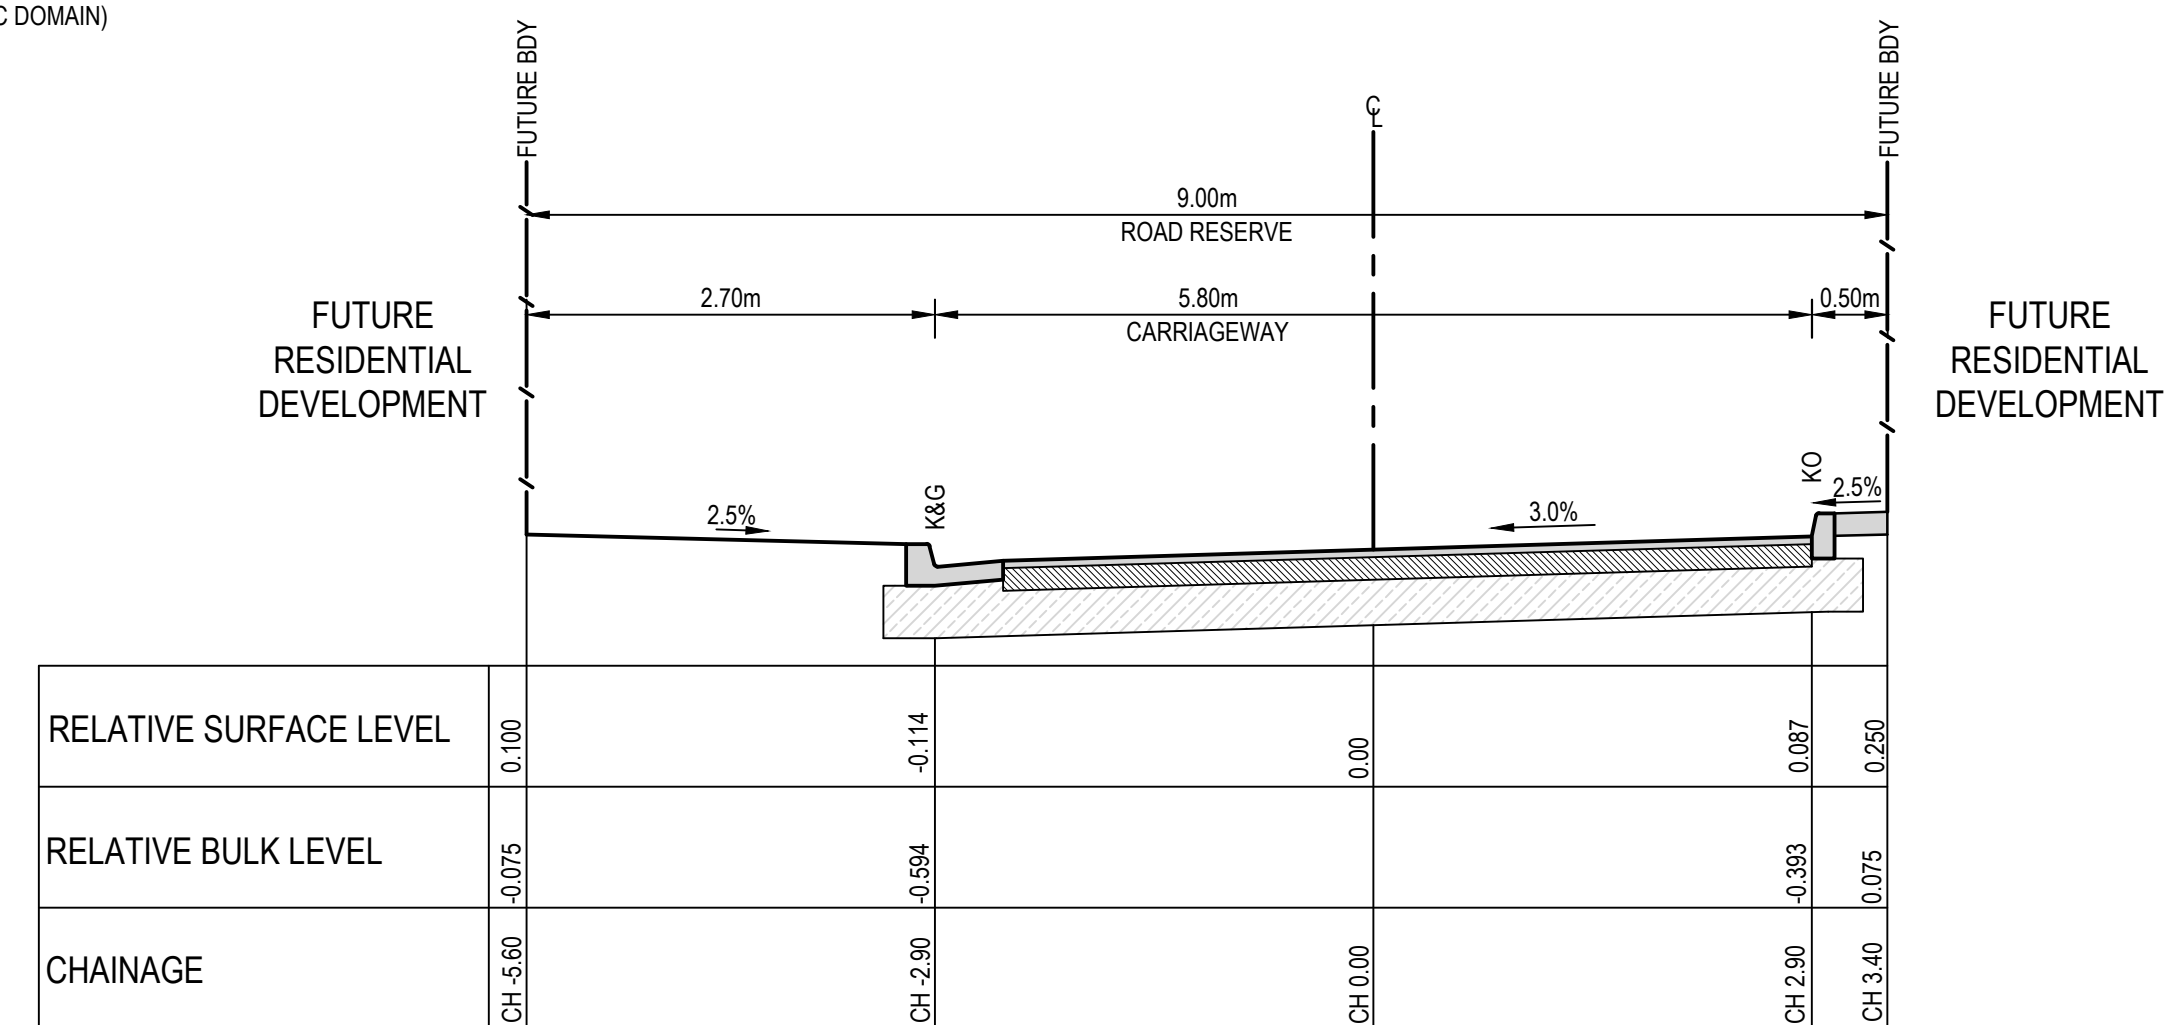 C DOMAIN)
FUTURE BDY
FUTURE BDY
CL
9.00m
ROAD RESERVE
2.70m
5.80m
0.50m
CARRIAGEWAY
FUTURE
RESIDENTIAL
DEVELOPMENT
FUTURE
RESIDENTIAL
DEVELOPMENT
2.5%
K&G
3.0%
KO
2.5%
RELATIVE SURFACE LEVEL
0.100
-0.114
0.00
0.087
0.250
RELATIVE BULK LEVEL
-0.075
-0.594
-0.393
0.075
CHAINAGE
CH -5.60
CH -2.90
CH 0.00
CH 2.90
CH 3.40